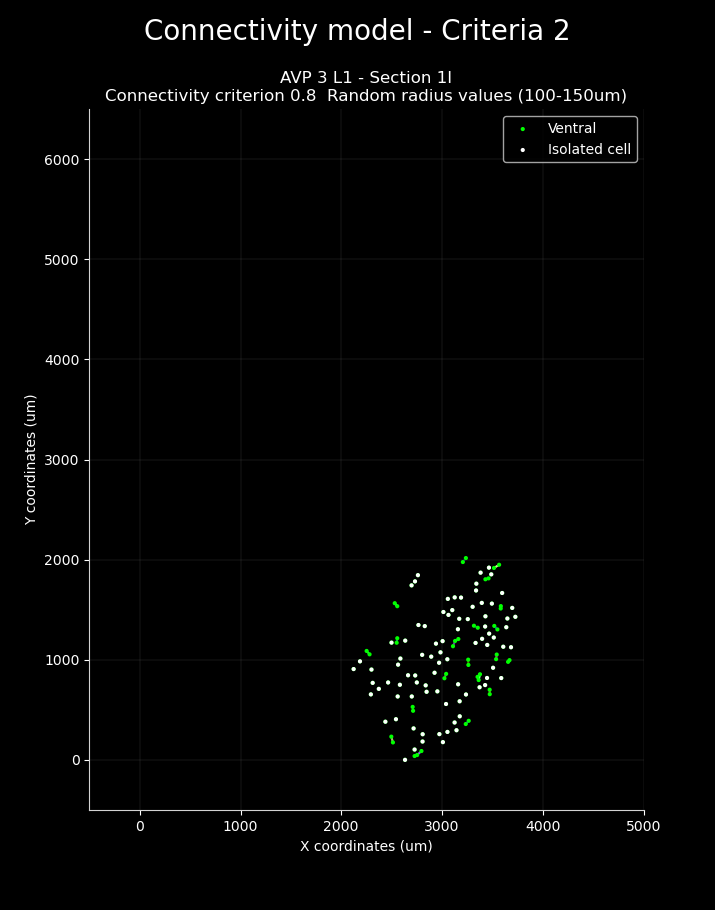 Connectivity model - Criteria 2
AVP 3 L1 - Section 1l
Connectivity criterion 0.8  Random radius values (100-150um)
Ventral
Isolated cell
6000
5000
4000
3000
2000
1000
0
Y coordinates (um)
0 1000 2000 3000 4000 5000
X coordinates (um)